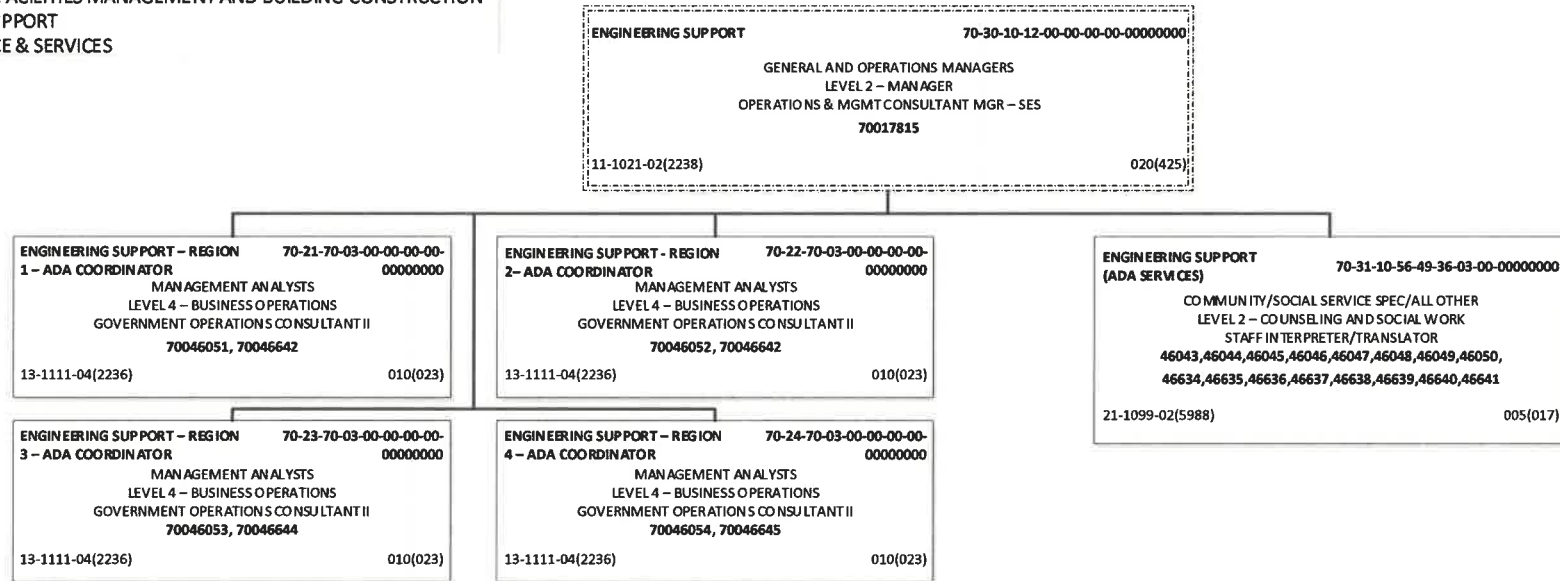 FACILITIES MANAGEMENT AND BUILDING CONSTRUCTION
& SERVICES
ENGINEERING SUPPORT 70-30-10-12-00-00-00-00-00000000
GENERAL AND OPERATIONS MANAGERS
LEVEL 2 – MANAGER
OPERATIONS & MGMT CONSULTANT MGR – SES
70017815
11-1021-02(2238) 020(425)
ENGINEERING SUPPORT – REGION 70-21-70-03-00-00-00-00-
1 – ADA COORDINATOR 00000000
MANAGEMENT ANALYSTS
LEVEL 4 – BUSINESS OPERATIONS
GOVERNMENT OPERATIONS CONSULTANT II
70046051, 70046642
13-1111-04(2236) 010(023)
ENGINEERING SUPPORT - REGION 70-22-70-03-00-00-00-00-
2– ADA COORDINATOR 00000000
MANAGEMENT ANALYSTS
LEVEL 4 – BUSINESS OPERATIONS
GOVERNMENT OPERATIONS CONSULTANT II
70046052, 70046642
13-1111-04(2236) 010(023)
ENGINEERING SUPPORT
(ADA SERVICES) 70-31-10-56-49-36-03-00-00000000
COMMUNITY/SOCIAL SERVICE SPEC/ALL OTHER
LEVEL 2 – COUNSELING AND SOCIAL WORK
STAFF INTERPRETER/TRANSLATOR
46043,46044,46045,46046,46047,46048,46049,46050,
46634,46635,46636,46637,46638,46639,46640,46641
21-1099-02(5988) 005(017)
ENGINEERING SUPPORT – REGION 70-23-70-03-00-00-00-00-
3 – ADA COORDINATOR 00000000
MANAGEMENT ANALYSTS
LEVEL 4 – BUSINESS OPERATIONS
GOVERNMENT OPERATIONS CONSULTANT II
70046053, 70046644
13-1111-04(2236) 010(023)
ENGINEERING SUPPORT – REGION 70-24-70-03-00-00-00-00-
4 – ADA COORDINATOR 00000000
MANAGEMENT ANALYSTS
LEVEL 4 – BUSINESS OPERATIONS
GOVERNMENT OPERATIONS CONSULTANT II
70046054, 70046645
13-1111-04(2236) 010(023)